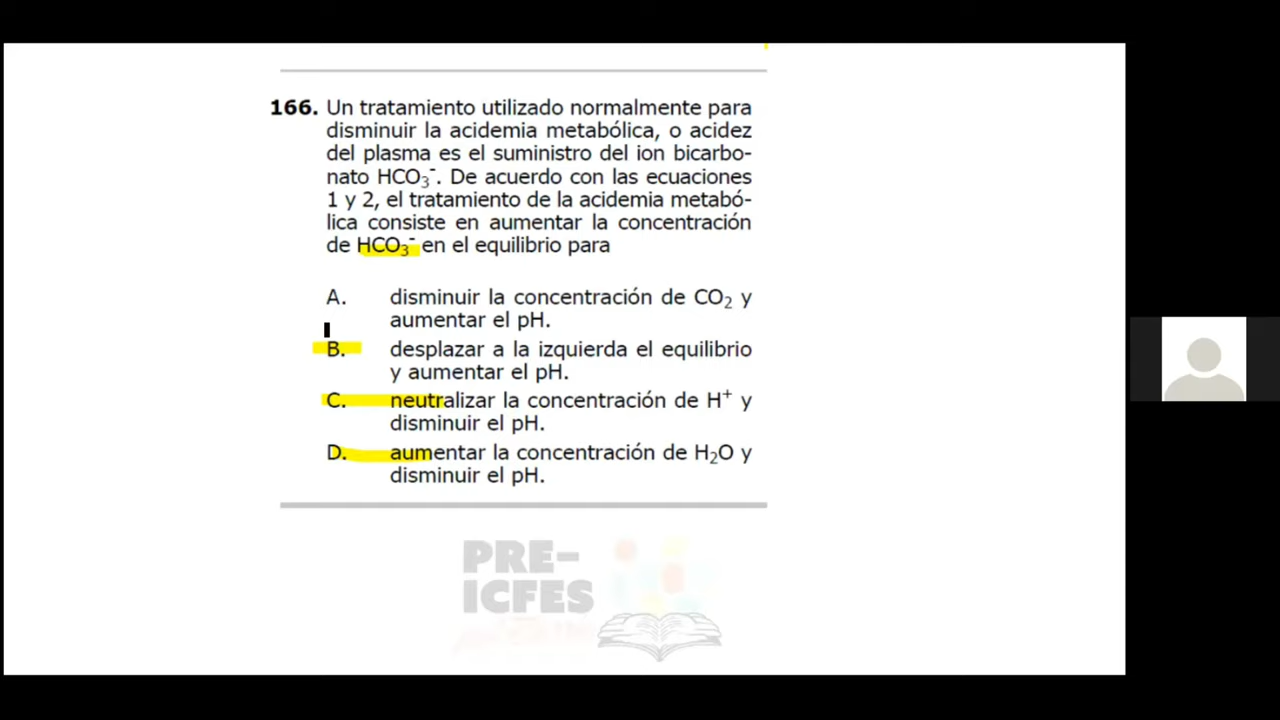 166. Un tratamiento utilizado normalmente para
disminuir la acidemia metabólica, o acidez
del plasma es el suministro del ion bicarbo-
nato HCO₃⁻. De acuerdo con las ecuaciones
1 y 2, el tratamiento de la acidemia metabó-
lica consiste en aumentar la concentración
de HCO₃⁻ en el equilibrio para
A. disminuir la concentración de CO₂ y
aumentar el pH.
B. desplazar a la izquierda el equilibrio
y aumentar el pH.
C. neutralizar la concentración de H⁺ y
disminuir el pH.
D. aumentar la concentración de H₂O y
disminuir el pH.
PRE-
ICFES